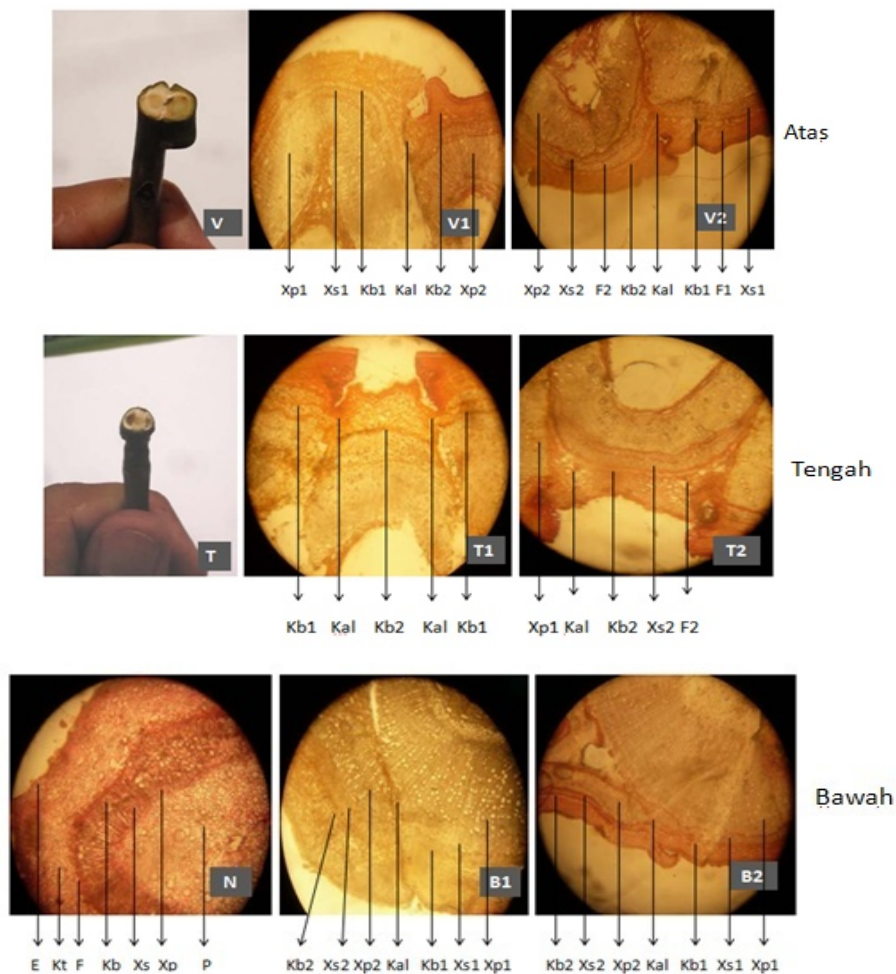 V V1 V2 Atas
Xp1 Xs1 Kb1 Kal Kb2 Xp2 Xp2 Xs2 F2 Kb2 Kal Kb1 F1 Xs1
T T1 T2 Tengah
Kb1 Kal Kb2 Kal Kb1 Xp1 Kal Kb2 Xs2 F2
N B1 B2 Bawah
E Kt F Kb Xs Xp P Kb2 Xs2 Xp2 Kal Kb1 Xs1 Xp1 Kb2 Xs2 Xp2 Kal Kb1 Xs1 Xp1